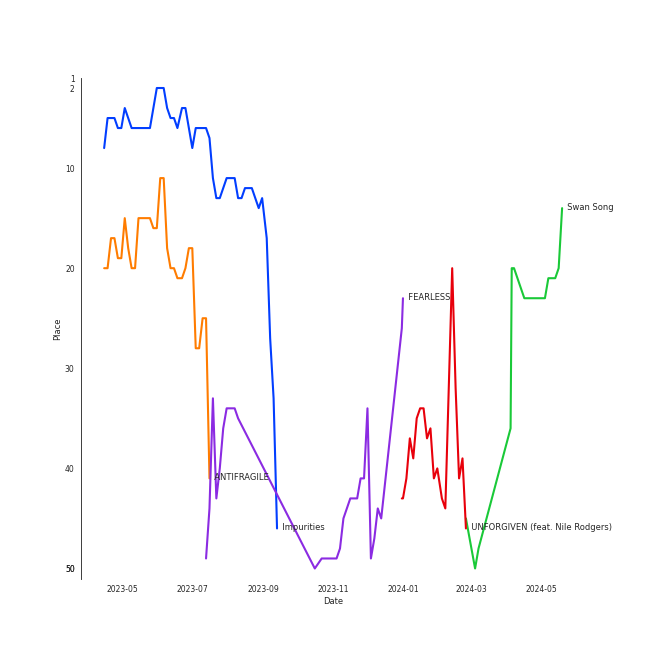 1
2
10
20
30
40
50
Place
FEARLESS
Swan Song
ANTIFRAGILE
Impurities
UNFORGIVEN (feat. Nile Rodgers)
2023-05
2023-07
2023-09
2023-11
2024-01
2024-03
2024-05
Date